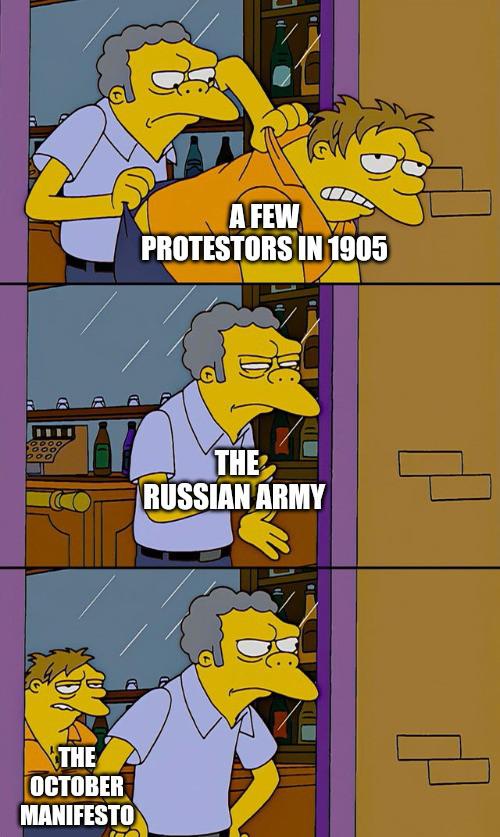 A FEW
PROTESTORS IN 1905
THE
RUSSIAN ARMY
THE
OCTOBER
MANIFESTO